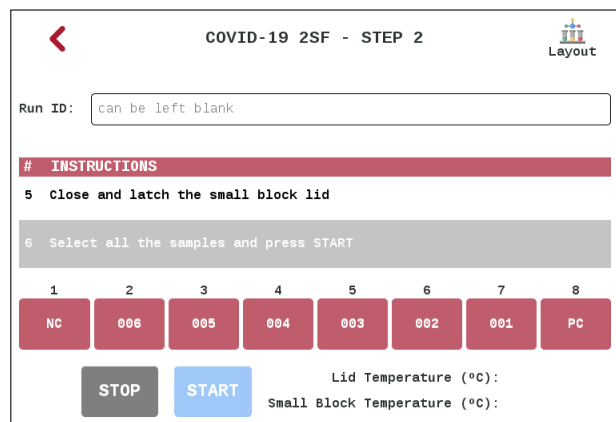 COVID-19 2SF - STEP 2
Layout
Run ID: can be left blank
# INSTRUCTIONS
5 Close and latch the small block lid
6 Select all the samples and press START
1 2 3 4 5 6 7 8
NC 006 005 004 003 002 001 PC
STOP START
Lid Temperature (ºC):
Small Block Temperature (ºC):